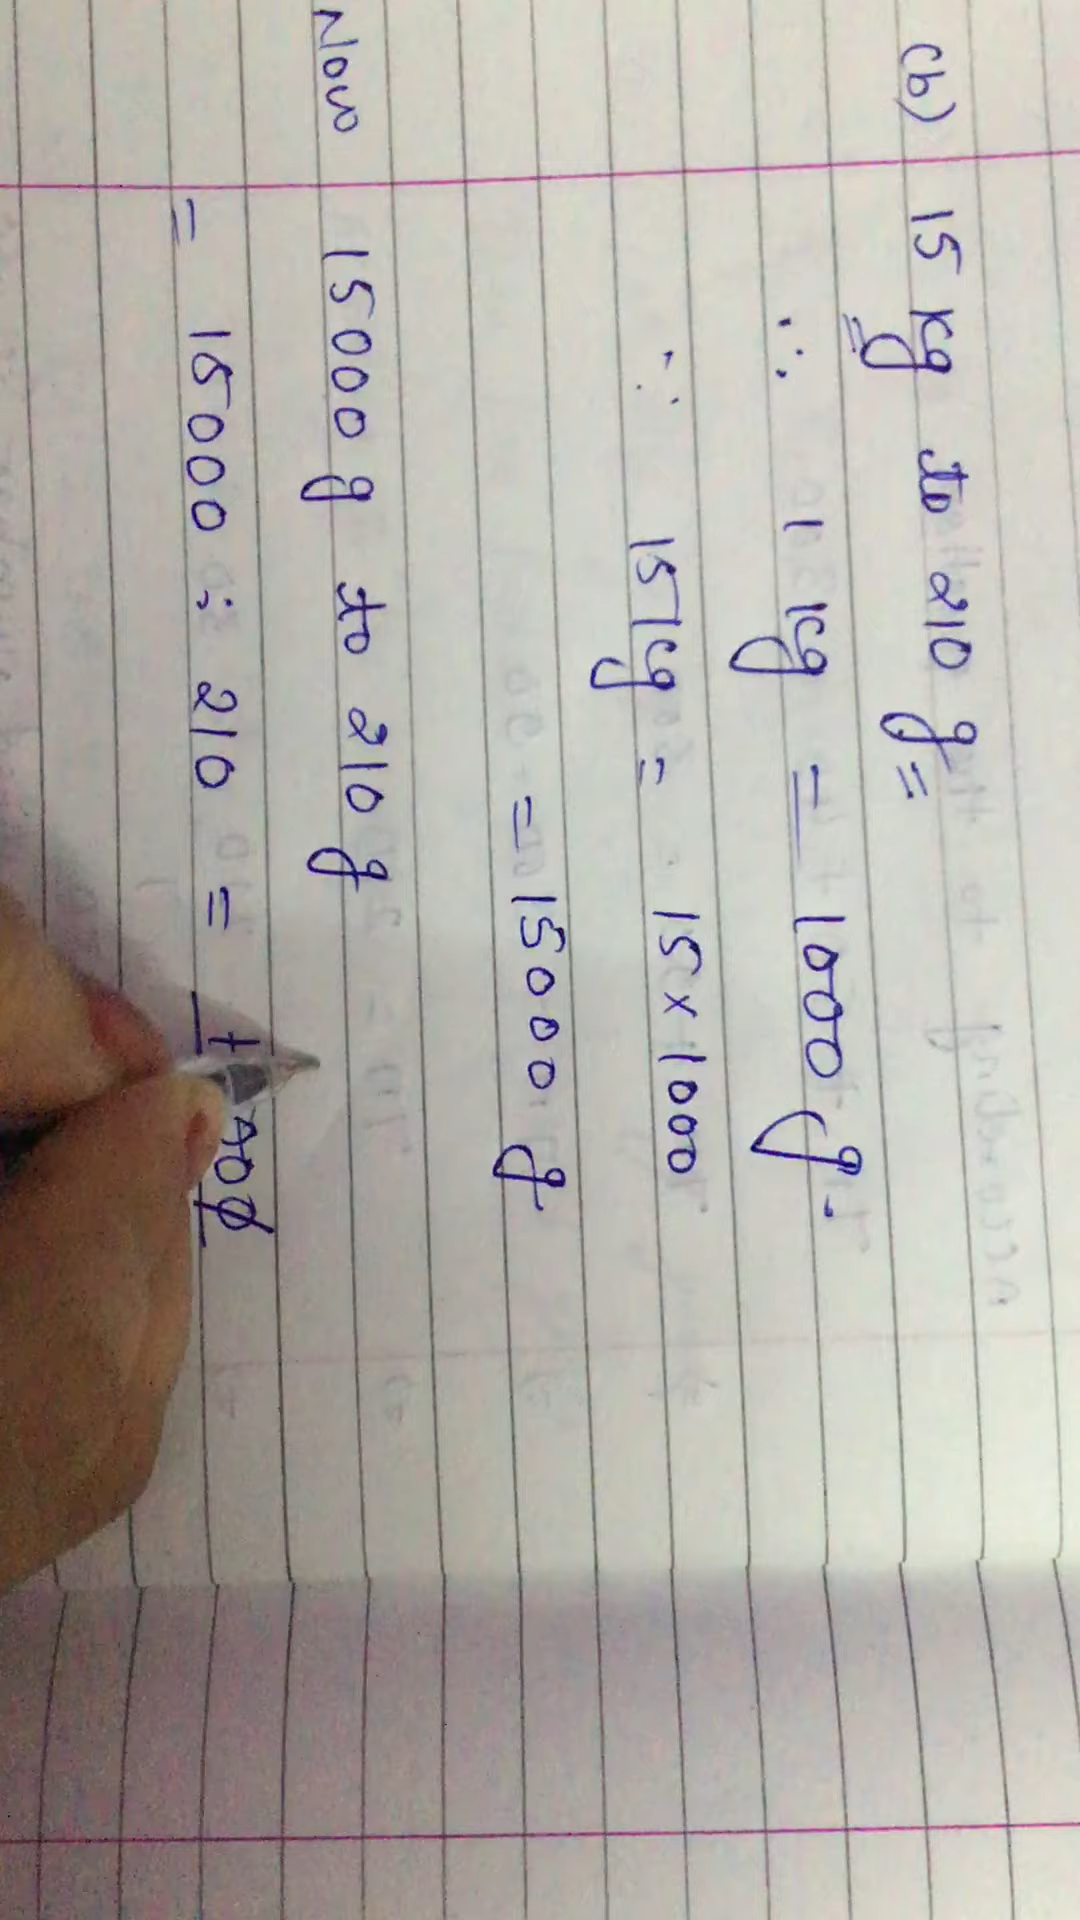 (b) 15 kg to 210 g =
∵ 1 kg = 1000 g.
∴ 15 kg = 15 x 1000
= 15000 g
Now 15000 g to 210 g
= 15000 ÷ 210 =